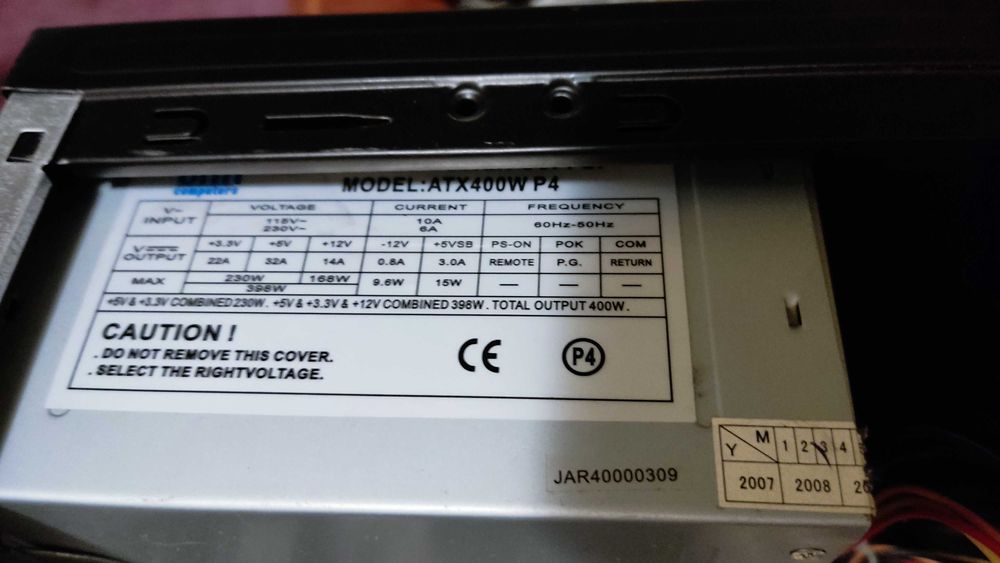 computers
MODEL:ATX400W P4
V~ INPUT VOLTAGE CURRENT FREQUENCY
115V~ 10A 60Hz-50Hz
230V~ 6A
V OUTPUT +3.3V +5V +12V -12V +5VSB PS-ON POK COM
22A 32A 14A 0.8A 3.0A REMOTE P.G. RETURN
MAX 230W 168W 9.6W 15W — — —
398W
+5V & +3.3V COMBINED 230W. +5V & +3.3V & +12V COMBINED 398W. TOTAL OUTPUT 400W.
CAUTION !
. DO NOT REMOVE THIS COVER.
. SELECT THE RIGHTVOLTAGE.
CE
P4
JAR40000309
Y M 1 2 3 4
2007 2008 20